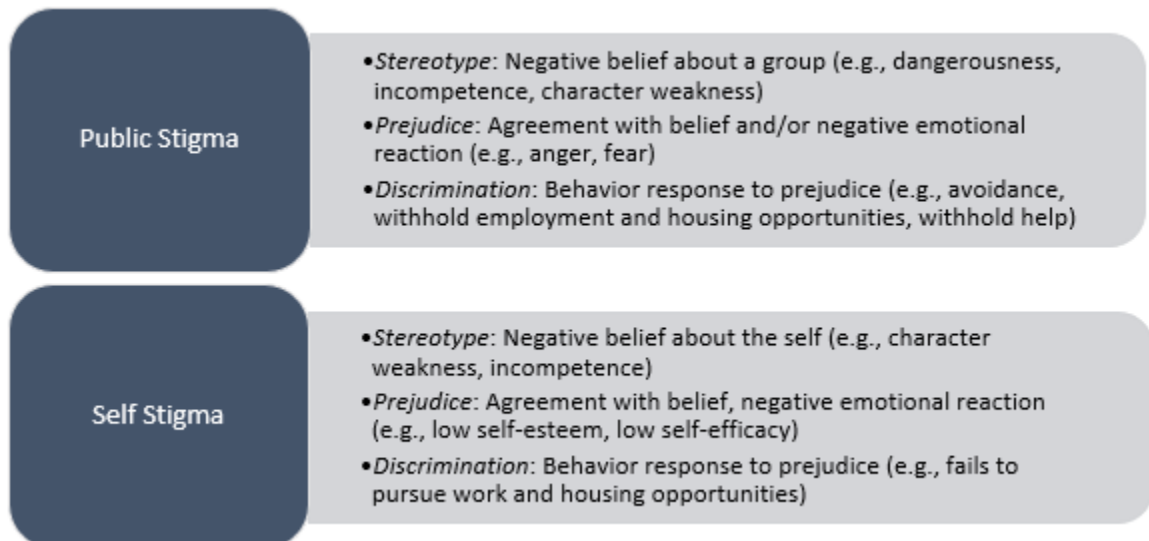 Public Stigma
•Stereotype: Negative belief about a group (e.g., dangerousness,
incompetence, character weakness)
•Prejudice: Agreement with belief and/or negative emotional
reaction (e.g., anger, fear)
•Discrimination: Behavior response to prejudice (e.g., avoidance,
withhold employment and housing opportunities, withhold help)
Self Stigma
•Stereotype: Negative belief about the self (e.g., character
weakness, incompetence)
•Prejudice: Agreement with belief, negative emotional reaction
(e.g., low self-esteem, low self-efficacy)
•Discrimination: Behavior response to prejudice (e.g., fails to
pursue work and housing opportunities)